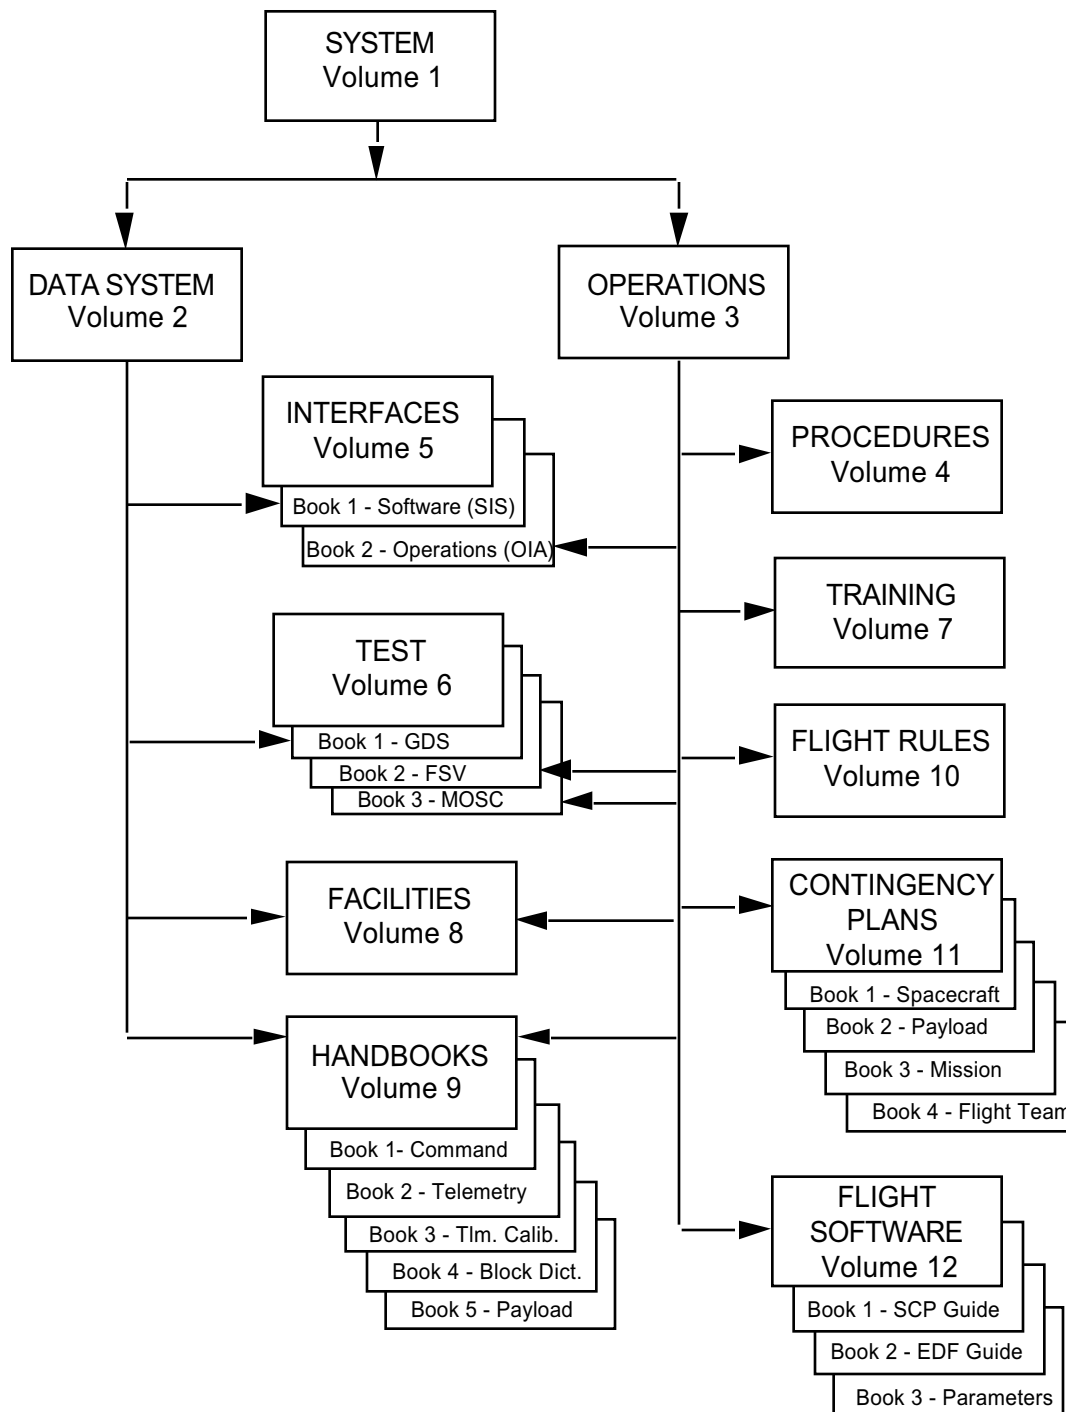 SYSTEM
Volume 1
DATA SYSTEM
Volume 2
OPERATIONS
Volume 3
INTERFACES
Volume 5
Book 1 - Software (SIS)
Book 2 - Operations (OIA)
PROCEDURES
Volume 4
TEST
Volume 6
Book 1 - GDS
Book 2 - FSV
Book 3 - MOSC
TRAINING
Volume 7
FLIGHT RULES
Volume 10
FACILITIES
Volume 8
CONTINGENCY
PLANS
Volume 11
Book 1 - Spacecraft
Book 2 - Payload
Book 3 - Mission
Book 4 - Flight Team
HANDBOOKS
Volume 9
Book 1- Command
Book 2 - Telemetry
Book 3 - Tlm. Calib.
Book 4 - Block Dict.
Book 5 - Payload
FLIGHT
SOFTWARE
Volume 12
Book 1 - SCP Guide
Book 2 - EDF Guide
Book 3 - Parameters